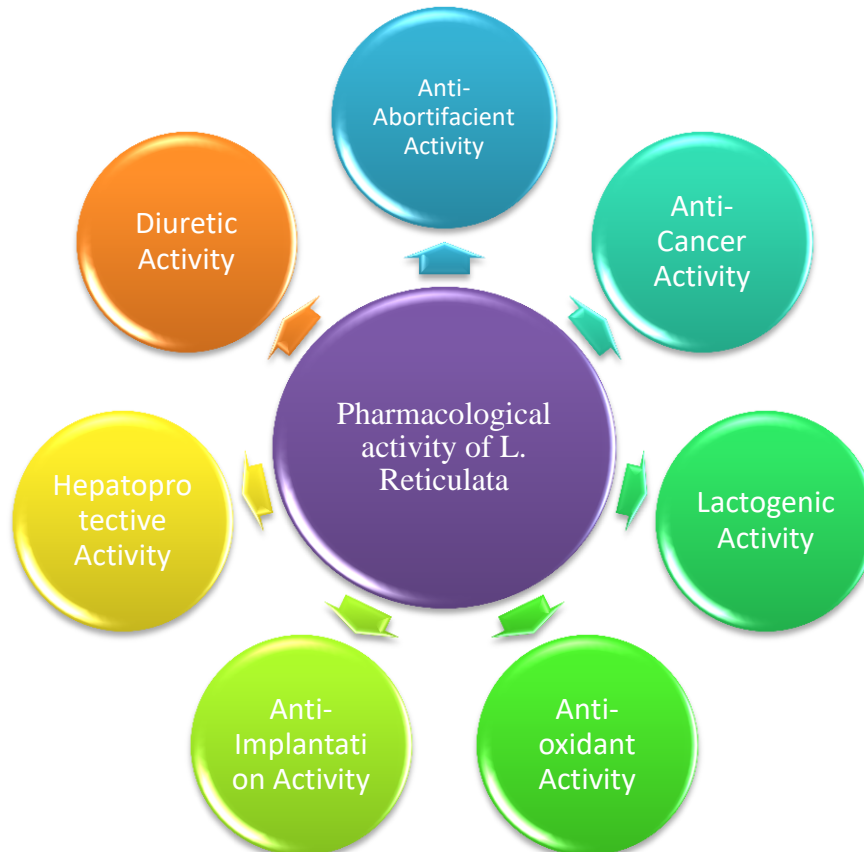 Anti-
Abortifacient
Activity
Anti-
Cancer
Activity
Lactogenic
Activity
Anti-
oxidant
Activity
Anti-
Implantati
on Activity
Hepatopro
tective
Activity
Diuretic
Activity
Pharmacological
activity of L.
Reticulata